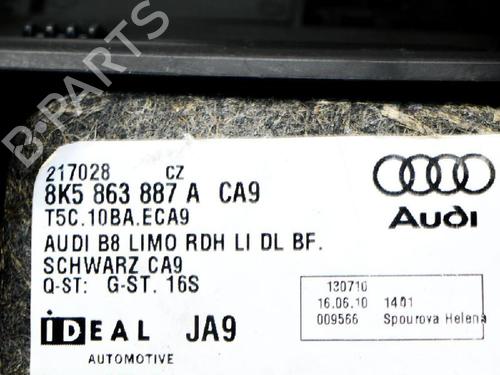 B-PARTS
217028 CZ
8K5 863 887 A CA9
T5C.10BA.ECA9
AUDI B8 LIMO RDH LI DL BF.
SCHWARZ CA9
Q-ST: G-ST. 16S
iDEAL JA9
AUTOMOTIVE
Audi
130710
16.06.10 1401
009566 Spourova Helena